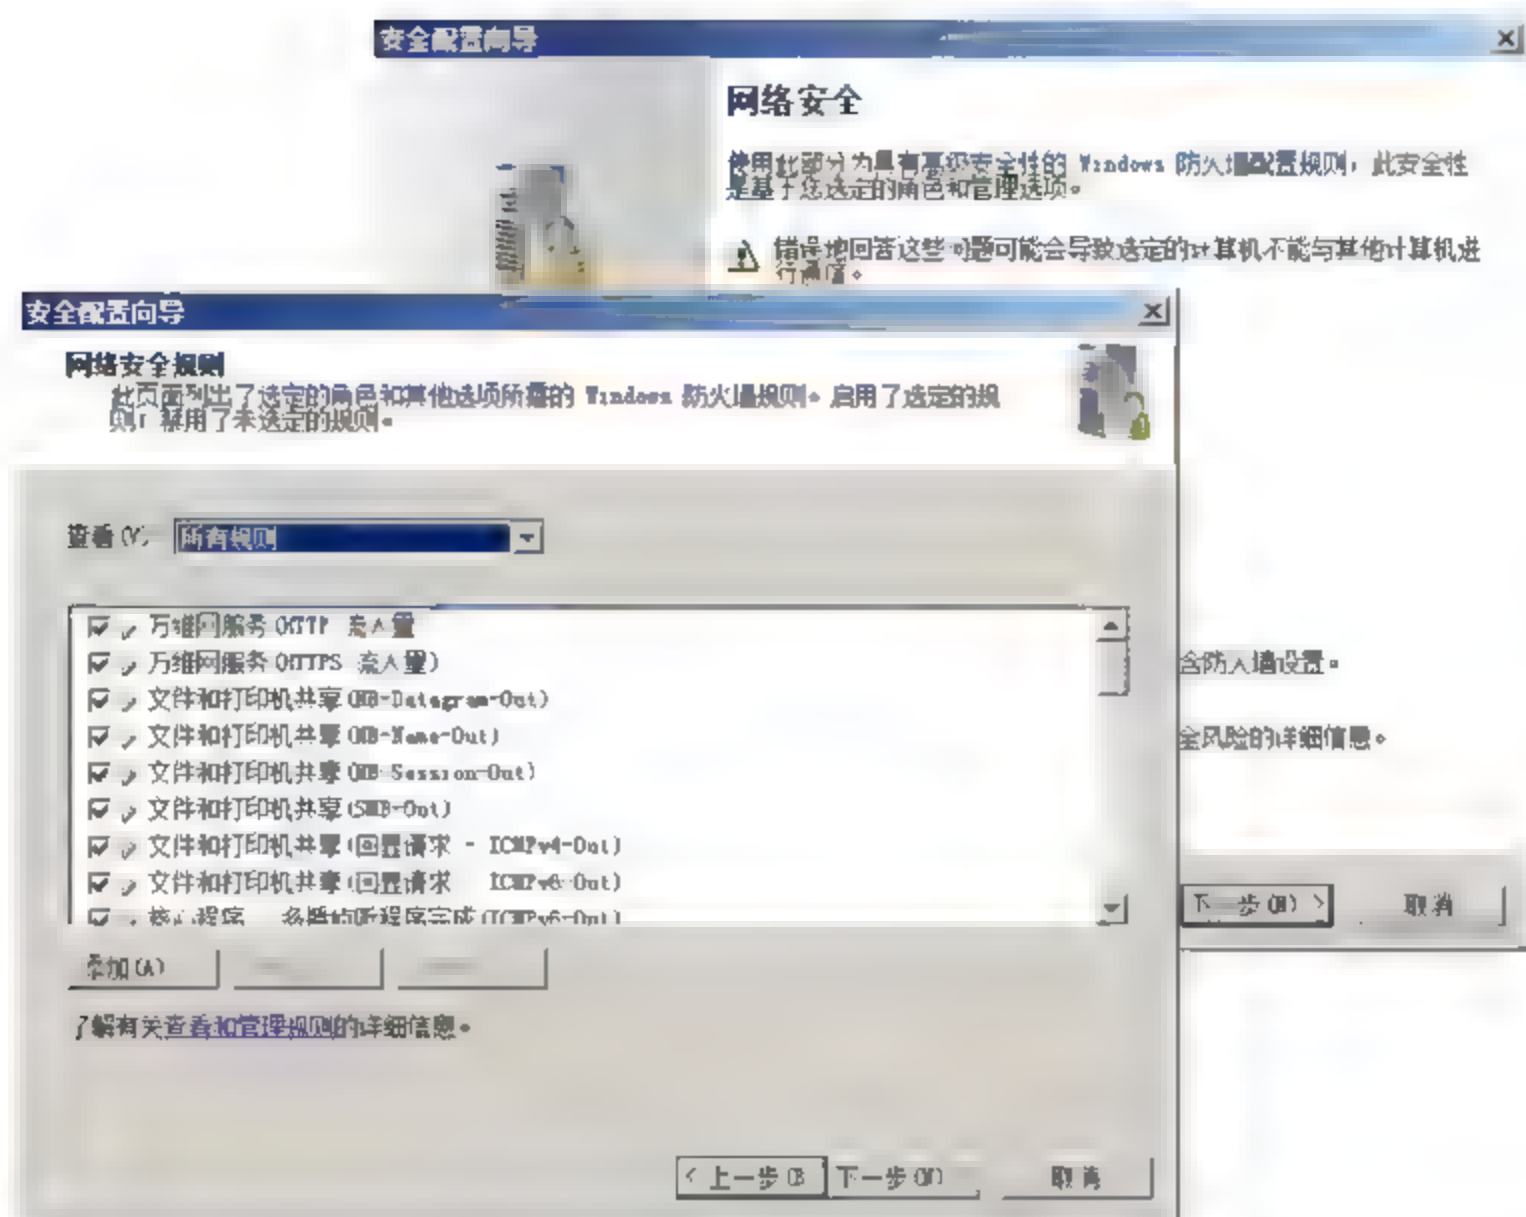 安全配置向导
网络安全
使用此部分为具有高级安全性的 Windows 防火墙配置规则，此安全性
是基于您选定的角色和管理选项。
错误地回答这些问题可能会导致选定的计算机不能与其他计算机进
行通信。
安全配置向导
网络安全规则
此页面列出了选定的角色和其他选项所需的 Windows 防火墙规则。启用了选定的规
则，禁用了未选定的规则。
查看(V) 所有规则
万维网服务(HTTP 流入量
万维网服务(HTTPS 流入量)
文件和打印机共享(NB-Datagram-Out)
文件和打印机共享(NB-Name-Out)
文件和打印机共享(NB-Session-Out)
文件和打印机共享(SMB-Out)
文件和打印机共享(回显请求 - ICMPv4-Out)
文件和打印机共享(回显请求 ICMPv6-Out)
(ICMPv6-Out)
含防火墙设置。
全风险的详细信息。
下一步(N) > 取消
添加(A)
了解有关查看和管理规则的详细信息。
< 上一步(B 下一步(N) 取消